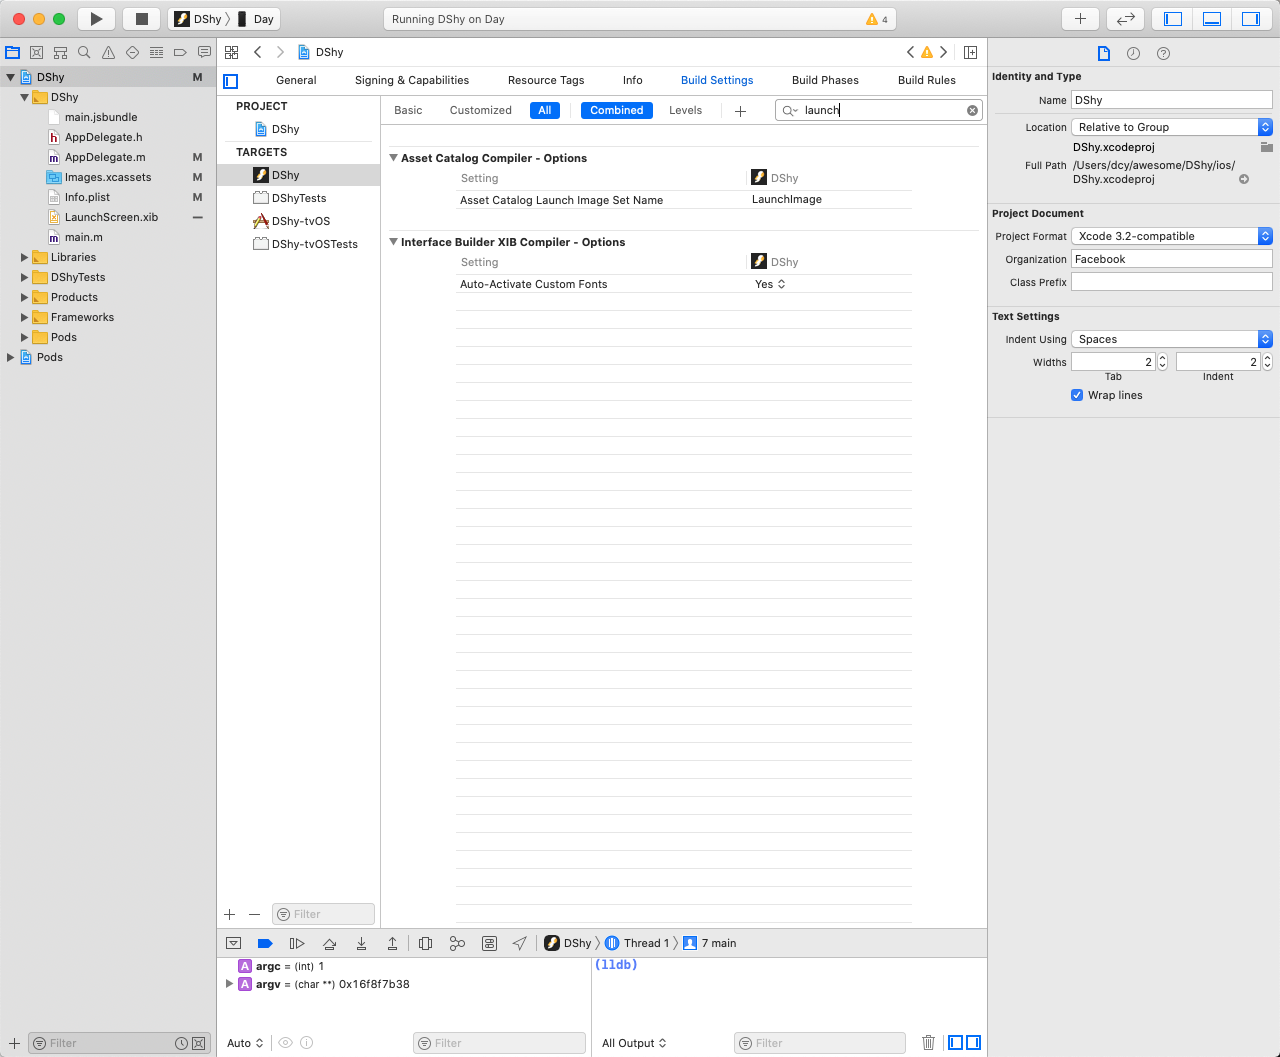 DShy 〉 Day
Running DShy on Day
4
DShy M
DShy
main.jsbundle
AppDelegate.h
AppDelegate.m M
Images.xcassets M
Info.plist M
LaunchScreen.xib
main.m
Libraries
DShyTests
Products
Frameworks
Pods
Pods
Filter
DShy
General Signing & Capabilities Resource Tags Info Build Settings Build Phases Build Rules
PROJECT
DShy
TARGETS
DShy
DShyTests
DShy-tvOS
DShy-tvOSTests
Filter
Basic Customized All Combined Levels launch
Asset Catalog Compiler - Options
Setting DShy
Asset Catalog Launch Image Set Name LaunchImage
Interface Builder XIB Compiler - Options
Setting DShy
Auto-Activate Custom Fonts Yes
DShy 〉 Thread 1 〉 7 main
A argc = (int) 1
A argv = (char **) 0x16f8f7b38
Auto Filter
(lldb)
All Output Filter
Identity and Type
Name DShy
Location Relative to Group
DShy.xcodeproj
Full Path /Users/dcy/awesome/DShy/ios/
DShy.xcodeproj
Project Document
Project Format Xcode 3.2-compatible
Organization Facebook
Class Prefix
Text Settings
Indent Using Spaces
Widths 2 2
Tab Indent
Wrap lines